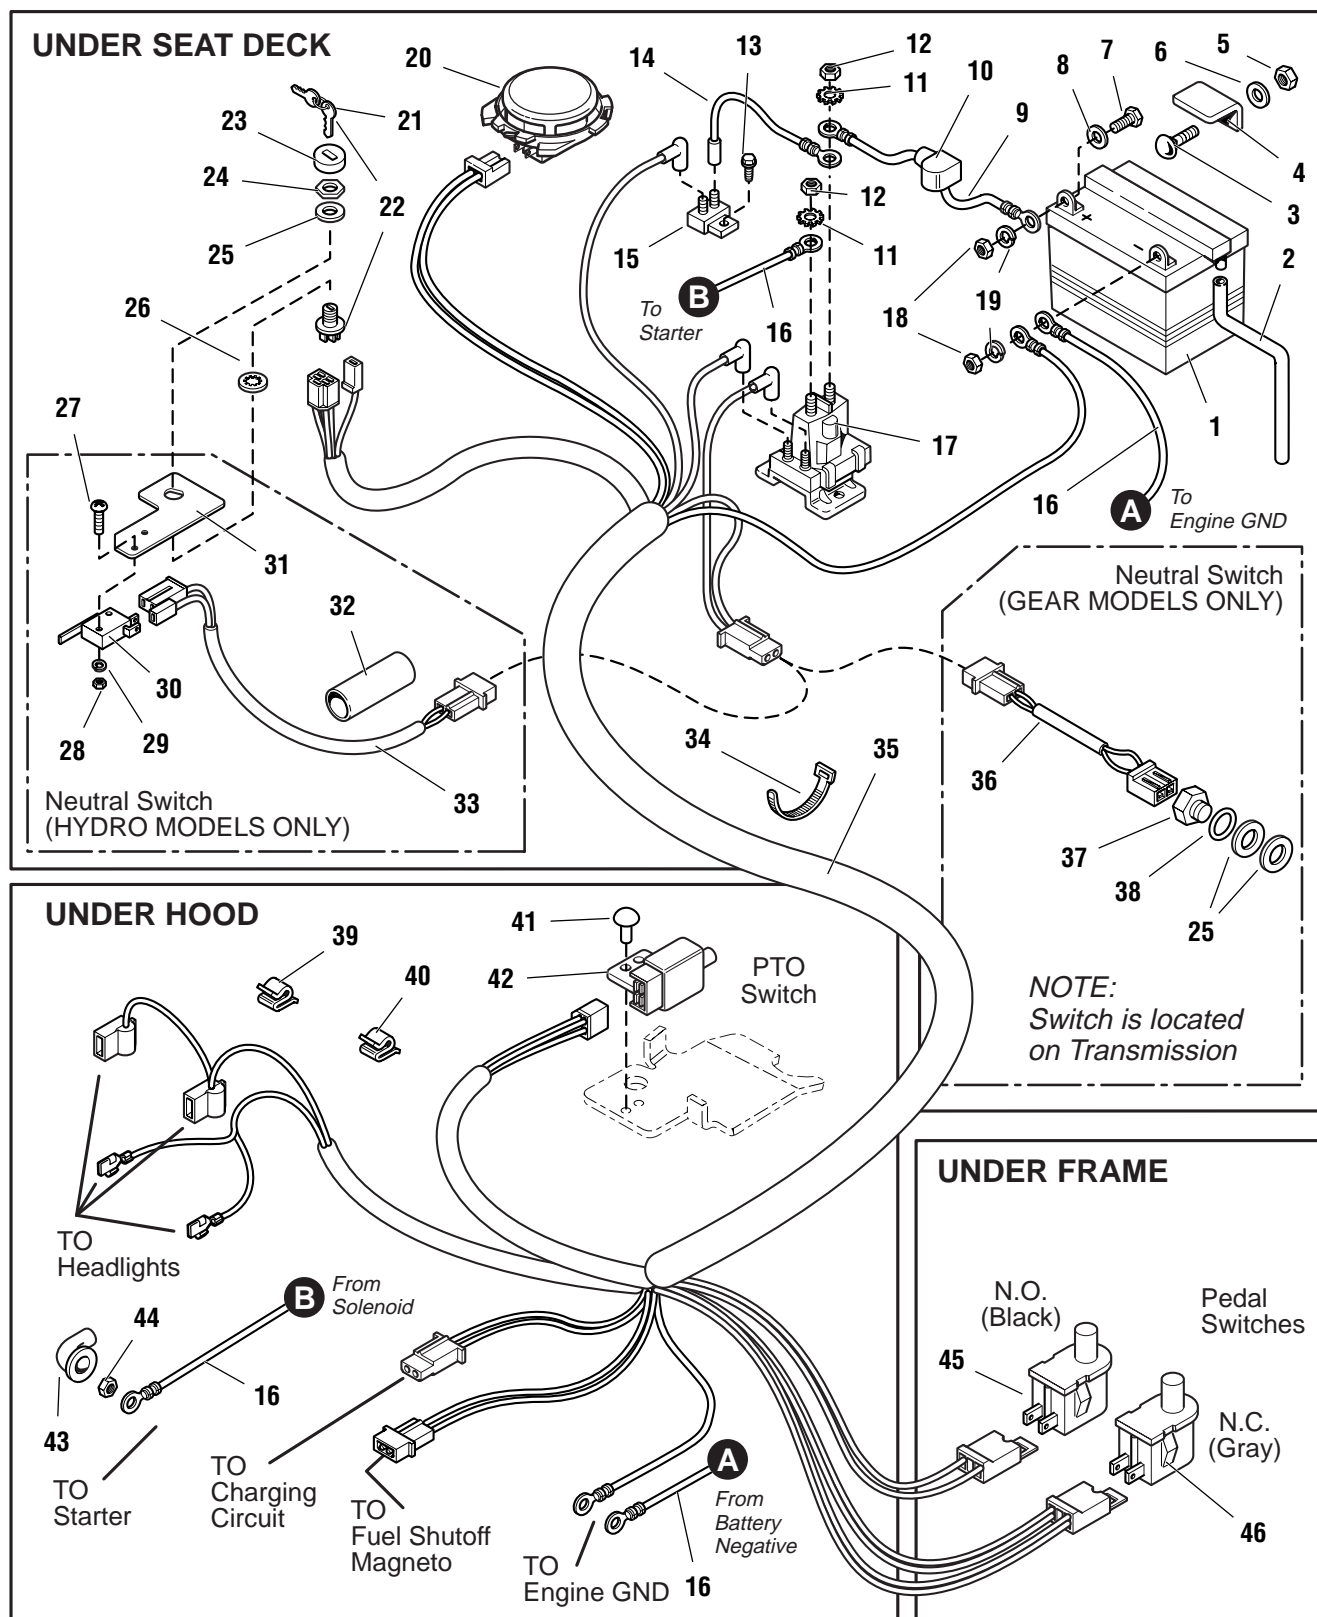 UNDER SEAT DECK
20
14
13
12
11
10
9
8
7
6
5
4
3
2
1
21
23
24
22
25
26
27
15
To
Starter
B
16
12
11
18
19
18
19
17
16
A
To
Engine GND
31
32
30
29
28
33
Neutral Switch
(HYDRO MODELS ONLY)
34
35
Neutral Switch
(GEAR MODELS ONLY)
36
37
38
25
NOTE:
Switch is located
on Transmission
UNDER HOOD
39
40
41
42
PTO
Switch
TO
Headlights
B
From
Solenoid
44
43
16
TO
Starter
TO
Charging
Circuit
TO
Fuel Shutoff
Magneto
TO
Engine GND
A
From
Battery
Negative
16
UNDER FRAME
N.O.
(Black)
Pedal
Switches
45
N.C.
(Gray)
46